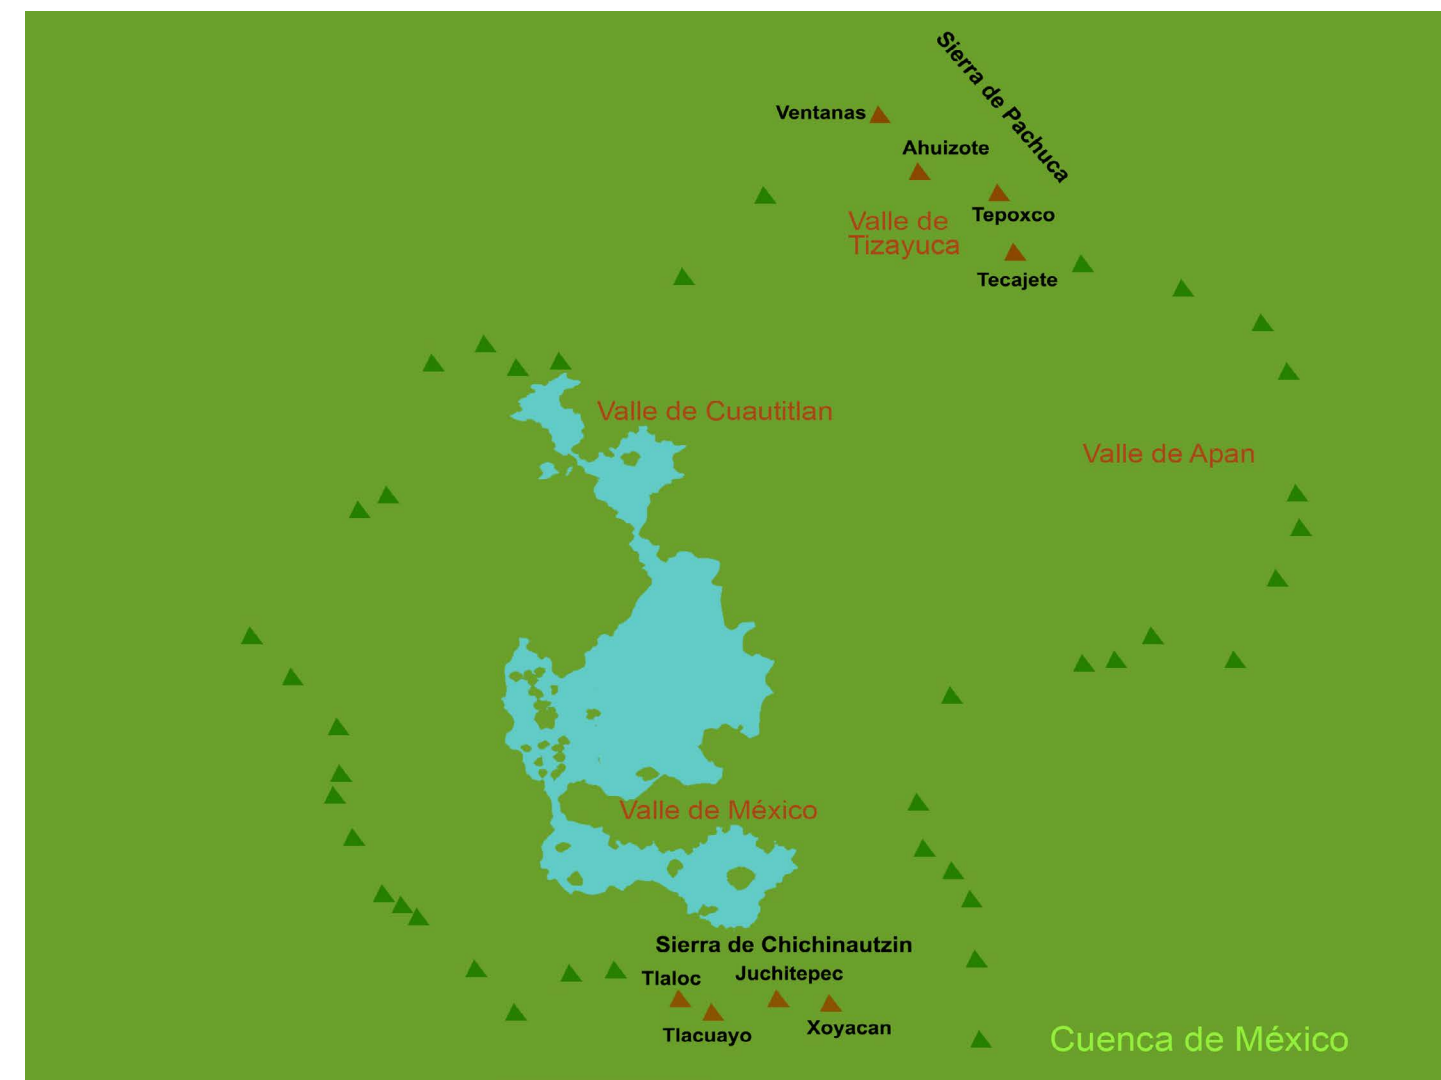 Sierra de Pachuca
Ventanas
Ahuizote
Tepoxco
Valle de
Tizayuca
Tecajete
Valle de Cuautitlan
Valle de Apan
Valle de México
Sierra de Chichinautzin
Tlaloc
Juchitepec
Tlacuayo
Xoyacan
Cuenca de México